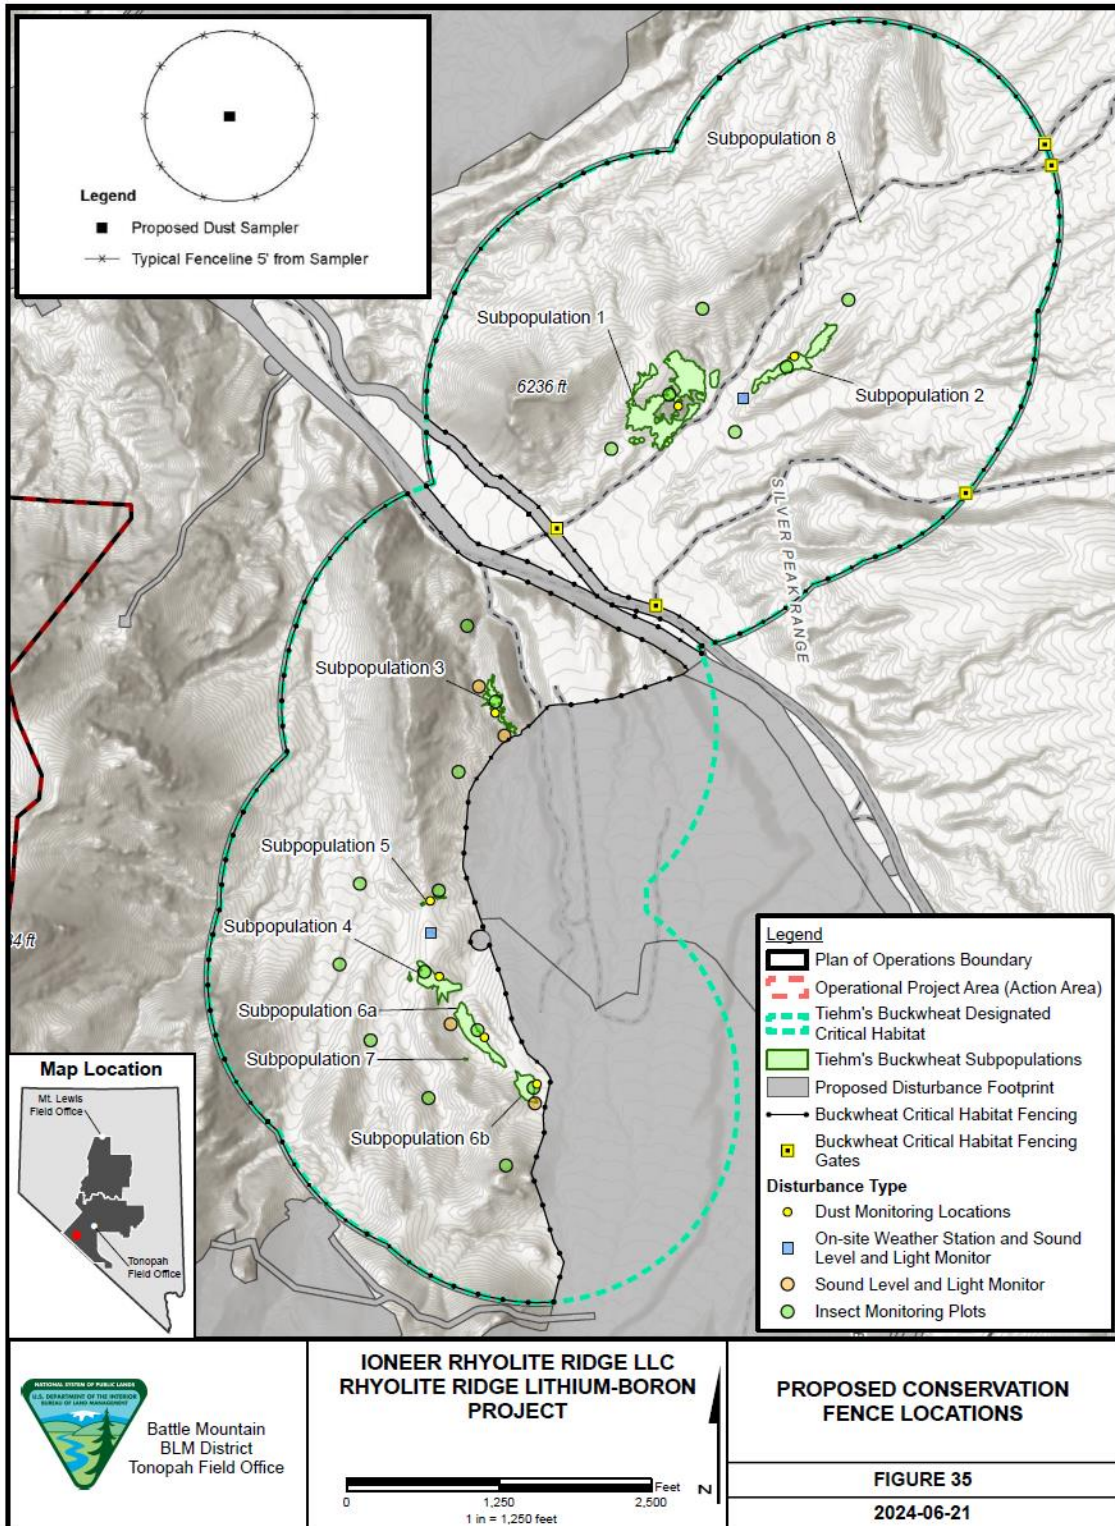 Legend
Proposed Dust Sampler
Typical Fenceline 5' from Sampler
Subpopulation 8
Subpopulation 1
6236 ft
Subpopulation 2
SILVER PEAK RANGE
Subpopulation 3
Subpopulation 5
Subpopulation 4
4 ft
Subpopulation 6a
Subpopulation 7
Subpopulation 6b
Map Location
Mt. Lewis
Field Office
Tonopah
Field Office
Legend
Plan of Operations Boundary
Operational Project Area (Action Area)
Tiehm's Buckwheat Designated
Critical Habitat
Tiehm's Buckwheat Subpopulations
Proposed Disturbance Footprint
Buckwheat Critical Habitat Fencing
Buckwheat Critical Habitat Fencing
Gates
Disturbance Type
Dust Monitoring Locations
On-site Weather Station and Sound
Level and Light Monitor
Sound Level and Light Monitor
Insect Monitoring Plots
NATIONAL SYSTEM OF PUBLIC LANDS
U.S. DEPARTMENT OF THE INTERIOR
BUREAU OF LAND MANAGEMENT
Battle Mountain
BLM District
Tonopah Field Office
IONEER RHYOLITE RIDGE LLC
RHYOLITE RIDGE LITHIUM-BORON
PROJECT
Feet
0 1,250 2,500
1 in = 1,250 feet
N
PROPOSED CONSERVATION
FENCE LOCATIONS
FIGURE 35
2024-06-21